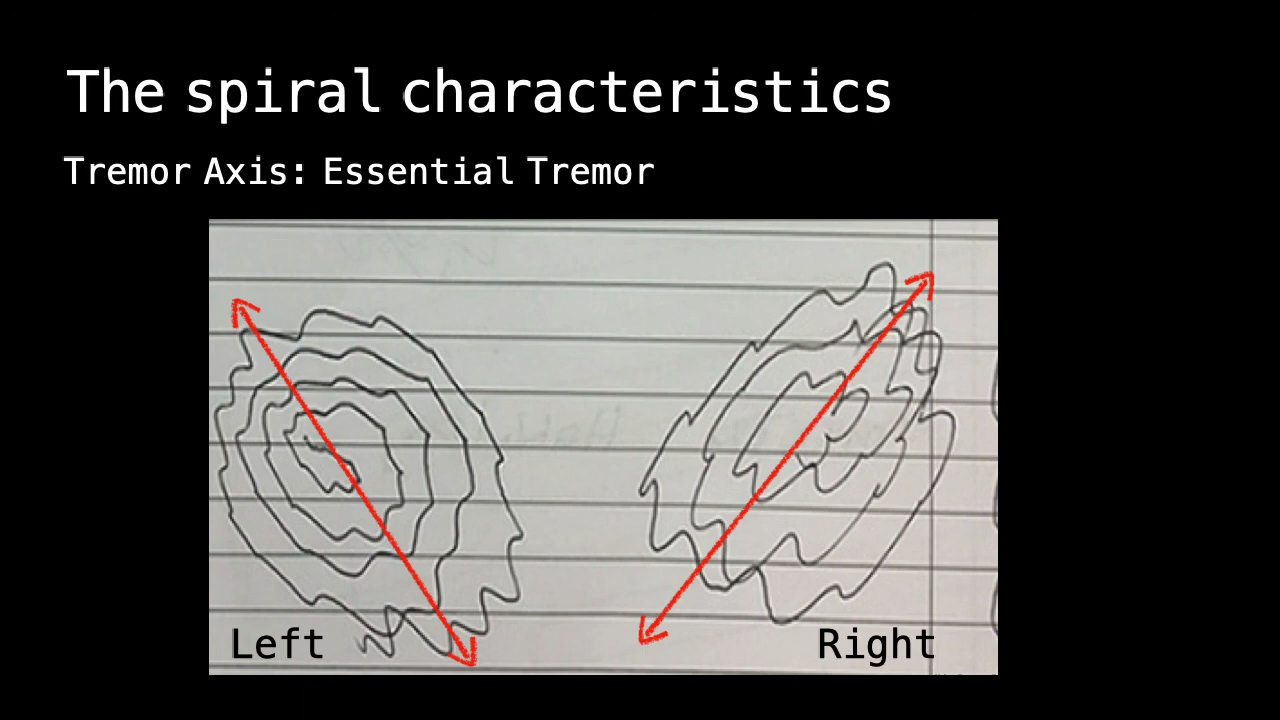 The spiral characteristics
Tremor Axis: Essential Tremor
Left
Right